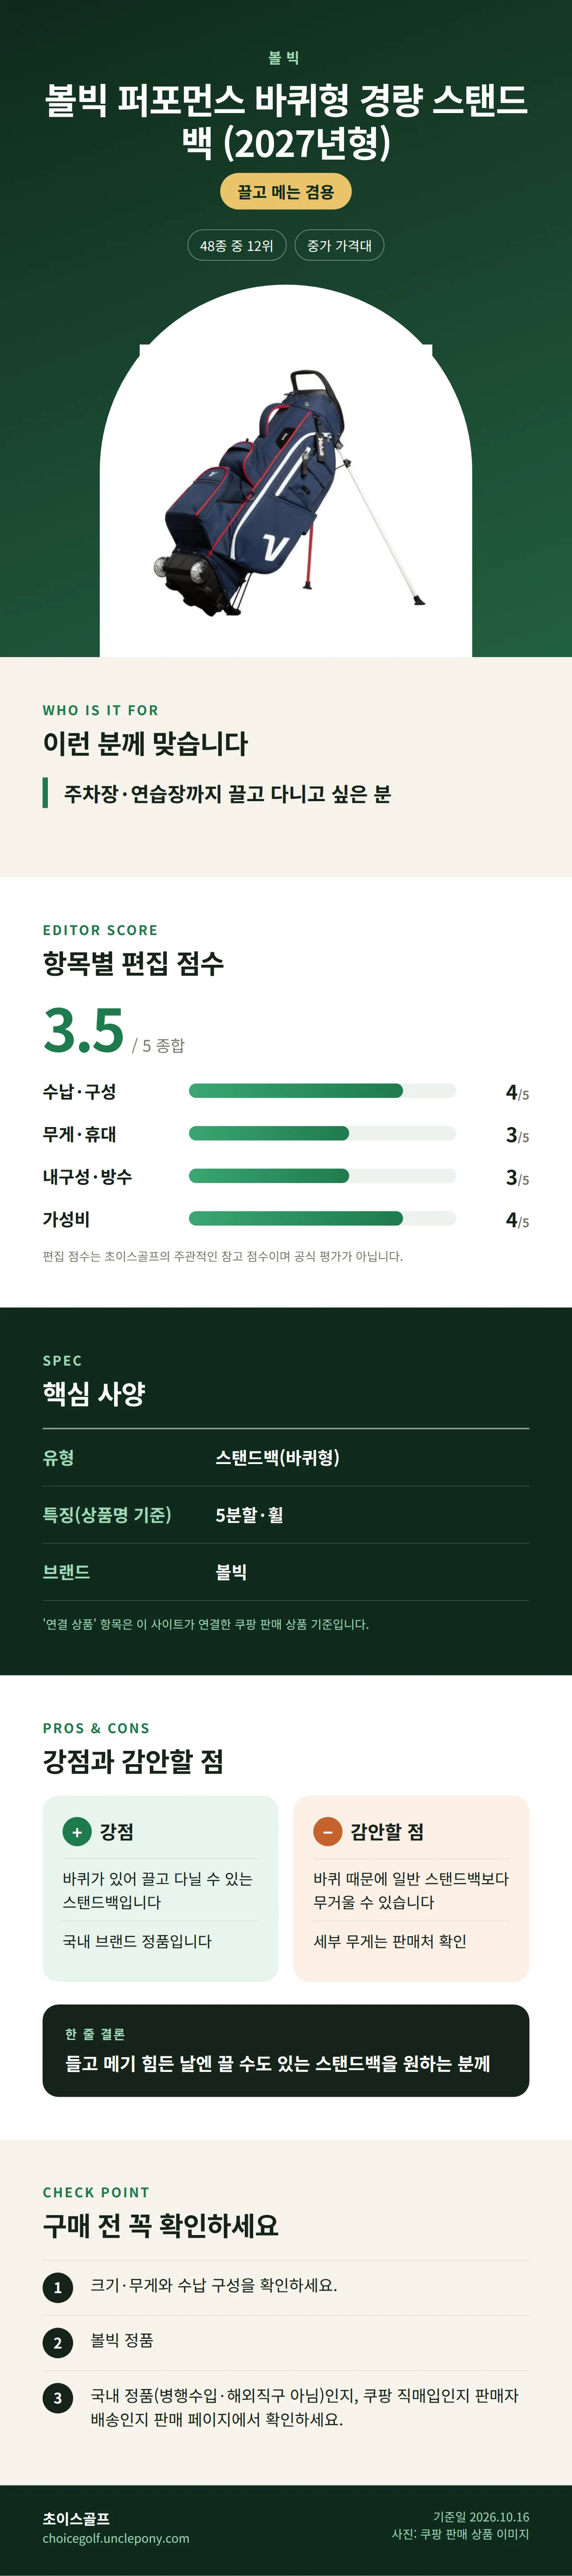 볼빅
볼빅 퍼포먼스 바퀴형 경량 스탠드
백 (2027년형)
끌고 메는 겸용
48종 중 12위
중가 가격대
WHO IS IT FOR
이런 분께 맞습니다
주차장·연습장까지 끌고 다니고 싶은 분
EDITOR SCORE
항목별 편집 점수
3.5 / 5 종합
수납·구성 4/5
무게·휴대 3/5
내구성·방수 3/5
가성비 4/5
편집 점수는 초이스골프의 주관적인 참고 점수이며 공식 평가가 아닙니다.
SPEC
핵심 사양
유형 스탠드백(바퀴형)
특징(상품명 기준) 5분할·휠
브랜드 볼빅
'연결 상품' 항목은 이 사이트가 연결한 쿠팡 판매 상품 기준입니다.
PROS & CONS
강점과 감안할 점
+ 강점
바퀴가 있어 끌고 다닐 수 있는
스탠드백입니다
국내 브랜드 정품입니다
− 감안할 점
바퀴 때문에 일반 스탠드백보다
무거울 수 있습니다
세부 무게는 판매처 확인
한 줄 결론
들고 메기 힘든 날엔 끌 수도 있는 스탠드백을 원하는 분께
CHECK POINT
구매 전 꼭 확인하세요
1 크기·무게와 수납 구성을 확인하세요.
2 볼빅 정품
3 국내 정품(병행수입·해외직구 아님)인지, 쿠팡 직매입인지 판매자
배송인지 판매 페이지에서 확인하세요.
초이스골프
choicegolf.unclepony.com
기준일 2026.10.16
사진: 쿠팡 판매 상품 이미지